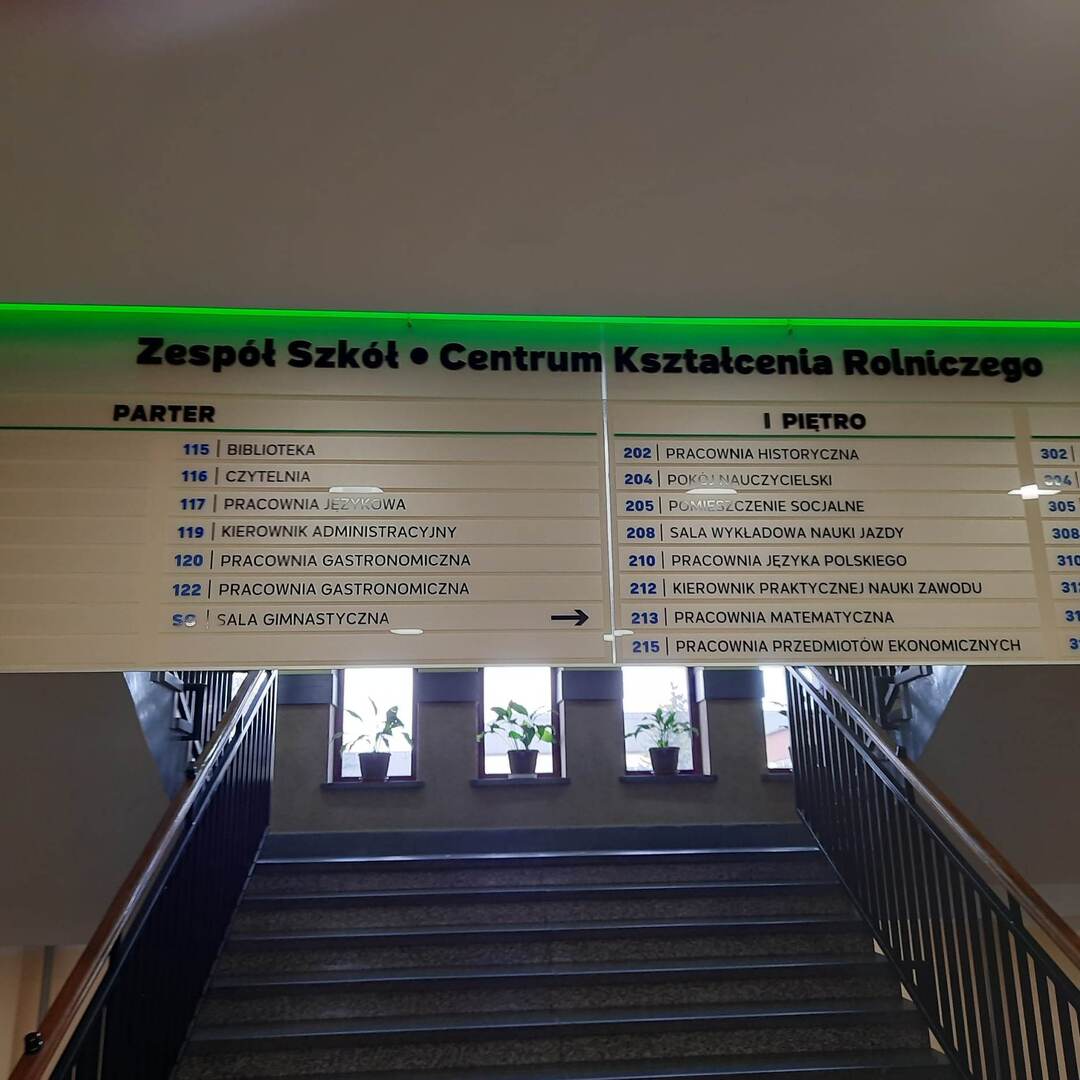 Zespół Szkół • Centrum Kształcenia Rolniczego
PARTER
115 | BIBLIOTEKA
116 | CZYTELNIA
117 | PRACOWNIA JĘZYKOWA
119 | KIEROWNIK ADMINISTRACYJNY
120 | PRACOWNIA GASTRONOMICZNA
122 | PRACOWNIA GASTRONOMICZNA
SG | SALA GIMNASTYCZNA →
I PIĘTRO
202 | PRACOWNIA HISTORYCZNA
204 | POKÓJ NAUCZYCIELSKI
205 | POMIESZCZENIE SOCJALNE
208 | SALA WYKŁADOWA NAUKI JAZDY
210 | PRACOWNIA JĘZYKA POLSKIEGO
212 | KIEROWNIK PRAKTYCZNEJ NAUKI ZAWODU
213 | PRACOWNIA MATEMATYCZNA
215 | PRACOWNIA PRZEDMIOTÓW EKONOMICZNYCH
302 |
304
305
308
310